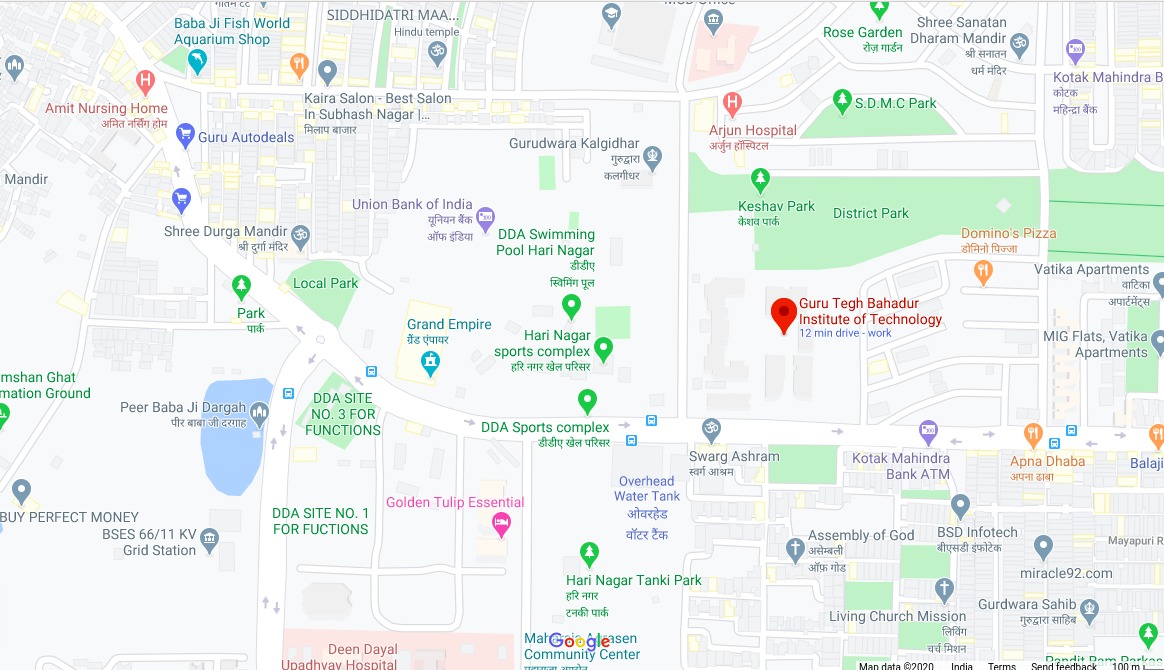 SIDDHIDATRI MAA...
Hindu temple
Baba Ji Fish World
Aquarium Shop
Rose Garden
रोज़ गार्डन
Shree Sanatan
Dharam Mandir
श्री सनातन
धर्म मंदिर
Kotak Mahindra B
कोटक
महिन्द्रा बैंक
Amit Nursing Home
अमित नर्सिंग होम
Kaira Salon - Best Salon
In Subhash Nagar |...
मिलाप बाजार
S.D.M.C Park
Arjun Hospital
अर्जुन हॉस्पिटल
Guru Autodeals
Gurudwara Kalgidhar
गुरुद्वारा
कलगीधर
Mandir
Keshav Park
केशव पार्क
District Park
Union Bank of India
यूनियन बैंक
ऑफ इंडिया
Shree Durga Mandir
श्री दुर्गा मंदिर
DDA Swimming
Pool Hari Nagar
डीडीए
स्विमिंग पूल
Domino's Pizza
डोमिनो पिज्जा
Vatika Apartments
वाटिका
अपार्टमेंट्स
Local Park
Park
पार्क
Guru Tegh Bahadur
Institute of Technology
12 min drive - work
Grand Empire
ग्रैंड एंपायर
Hari Nagar
sports complex
हरि नगर खेल परिसर
MIG Flats, Vatika
Apartments
mshan Ghat
mation Ground
Peer Baba Ji Dargah
पीर बाबा जी दरगाह
DDA SITE
NO. 3 FOR
FUNCTIONS
DDA Sports complex
डीडीए खेल परिसर
Swarg Ashram
स्वर्ग आश्रम
Kotak Mahindra
Bank ATM
Apna Dhaba
अपना ढाबा
Balaji
Overhead
Water Tank
ओवरहेड
वॉटर टैंक
Golden Tulip Essential
BUY PERFECT MONEY
BSES 66/11 KV
Grid Station
DDA SITE NO. 1
FOR FUCTIONS
Assembly of God
असेम्बली
ऑफ़ गोड
BSD Infotech
बीएसडी इंफोटेक
Mayapuri R
miracle92.com
Hari Nagar Tanki Park
हरि नगर
टनकी पार्क
Living Church Mission
लिविंग
चर्च मिशन
Gurdwara Sahib
गुरुद्वारा साहिब
Deen Dayal
Upadhyay Hospital
Google
Community Center
Map data ©2020 India Terms Send feedback 100 m